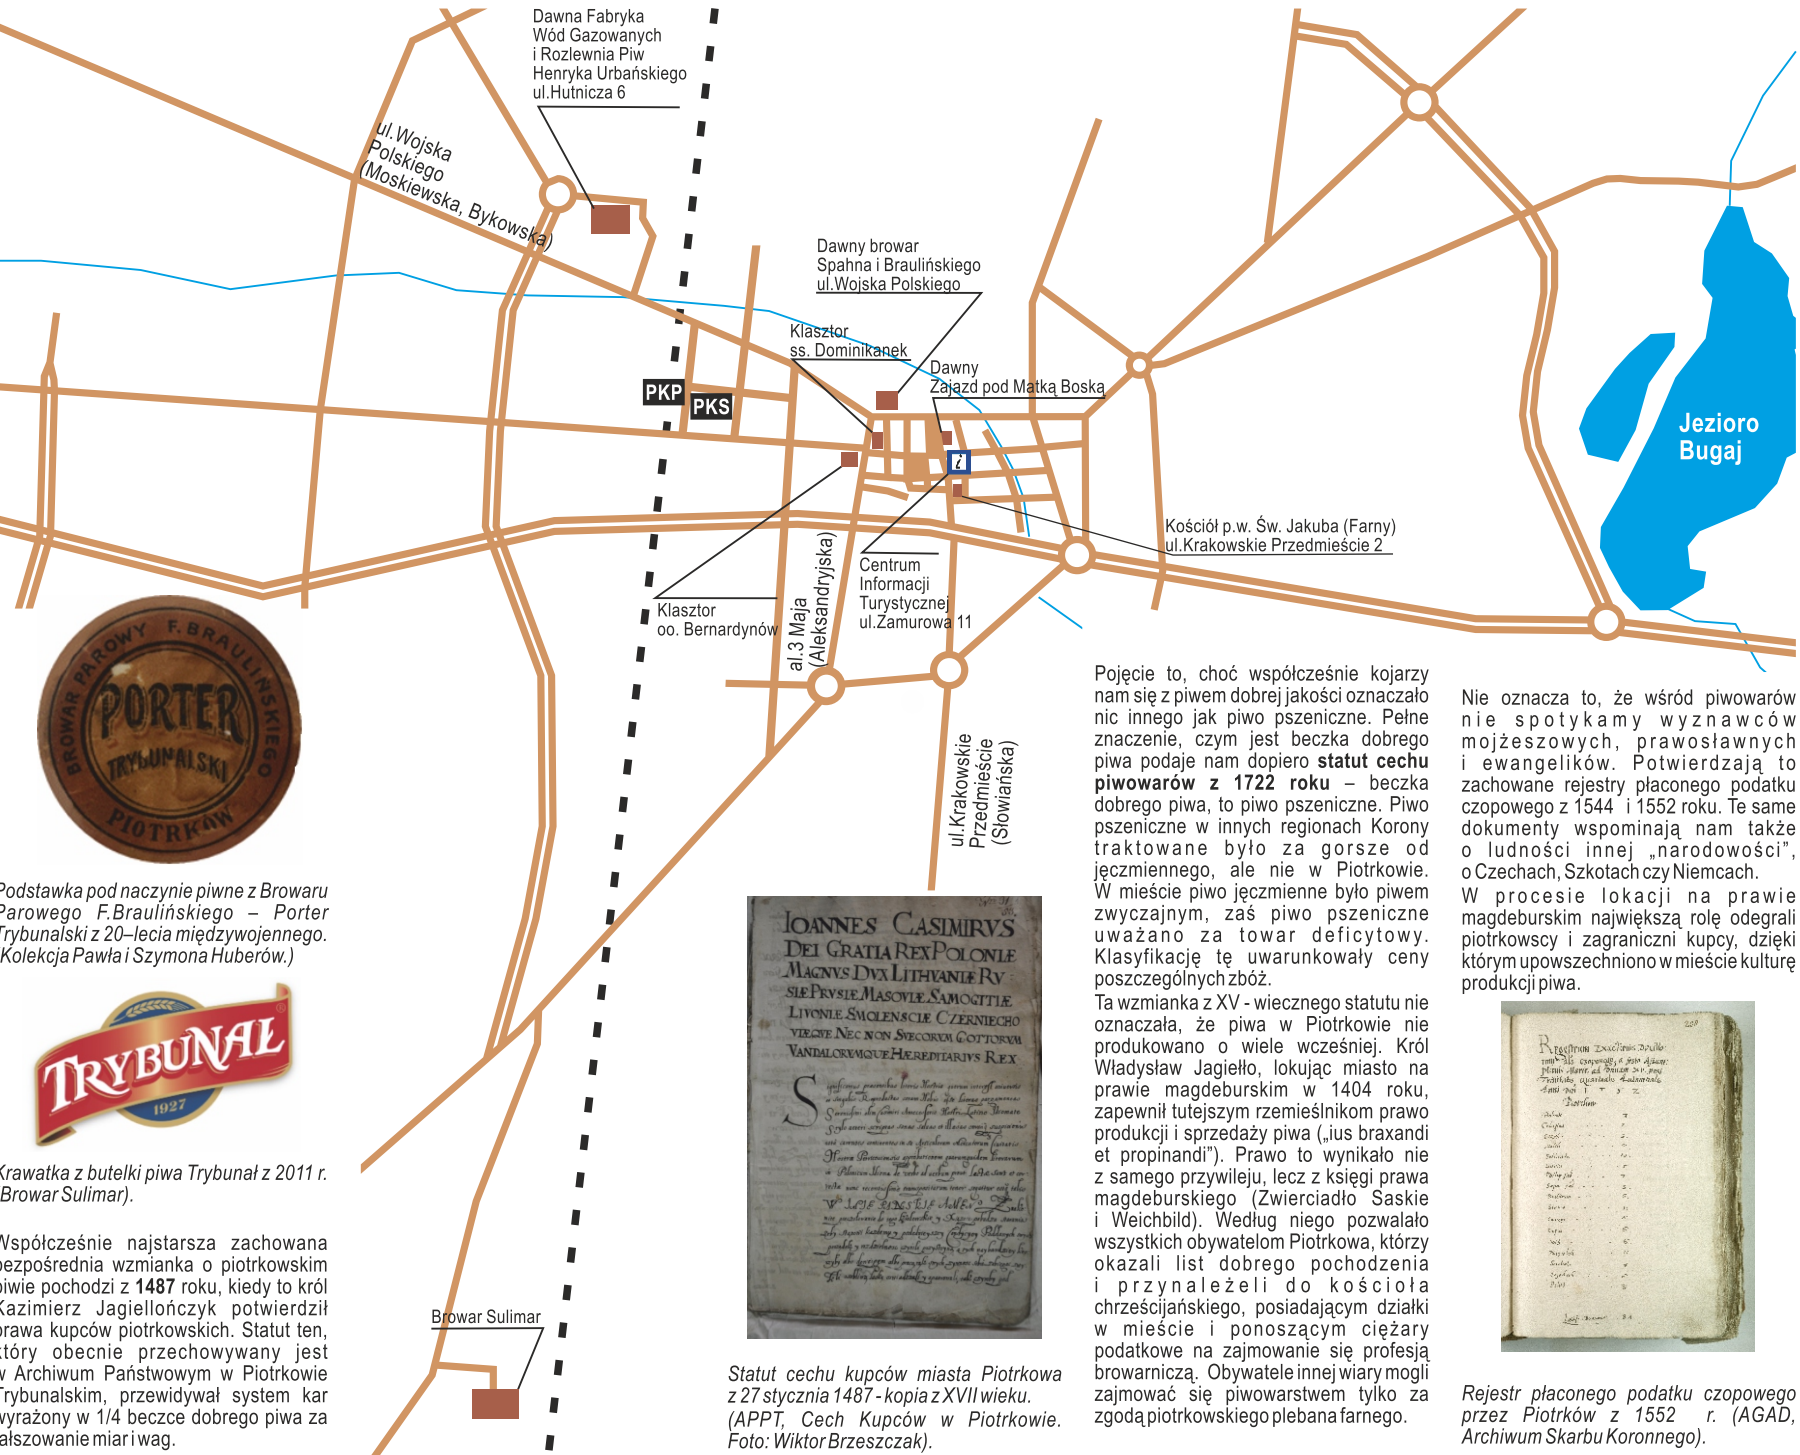 Dawna Fabryka
Wód Gazowanych
i Rozlewnia Piw
Henryka Urbańskiego
ul.Hutnicza 6
ul.Wojska
Polskiego
(Moskiewska, Bykowska)
Dawny browar
Spahna i Braulińskiego
ul.Wojska Polskiego
Klasztor
ss. Dominikanek
Dawny
Zajazd pod Matką Boską
PKP
PKS
i
Jezioro
Bugaj
Kościół p.w. Św. Jakuba (Farny)
ul.Krakowskie Przedmieście 2
Centrum
Informacji
Turystycznej
ul.Zamurowa 11
Klasztor
oo. Bernardynów
al.3 Maja
(Aleksandryjska)
ul.Krakowskie
Przedmieście
(Słowiańska)
Browar Sulimar
BROWAR PAROWY F.BRAULIŃSKIEGO
PORTER
TRYBUNALSKI
PIOTRKÓW
Podstawka pod naczynie piwne z Browaru
Parowego F.Braulińskiego – Porter
Trybunalski z 20–lecia międzywojennego.
(Kolekcja Pawła i Szymona Huberów.)
TRYBUNAŁ
1927
Krawatka z butelki piwa Trybunał z 2011 r.
(Browar Sulimar).
Współcześnie najstarsza zachowana
bezpośrednia wzmianka o piotrkowskim
piwie pochodzi z 1487 roku, kiedy to król
Kazimierz Jagiellończyk potwierdził
prawa kupców piotrkowskich. Statut ten,
który obecnie przechowywany jest
w Archiwum Państwowym w Piotrkowie
Trybunalskim, przewidywał system kar
wyrażony w 1/4 beczce dobrego piwa za
fałszowanie miar i wag.
IOANNES CASIMIRVS
DEI GRATIA REX POLONIÆ
MAGNVS DVX LITHVANIÆ RV
SIÆ PRVSIÆ MASOVIÆ SAMOGITIÆ
LIVONIÆ SMOLENSCIÆ CZERNIECHO
VIÆQVE NEC NON SVECORVM GOTTORVM
VANDALORVMQVE HÆREDITARIVS REX
Statut cechu kupców miasta Piotrkowa
z 27 stycznia 1487 - kopia z XVII wieku.
(APPT, Cech Kupców w Piotrkowie.
Foto: Wiktor Brzeszczak).
Pojęcie to, choć współcześnie kojarzy
nam się z piwem dobrej jakości oznaczało
nic innego jak piwo pszeniczne. Pełne
znaczenie, czym jest beczka dobrego
piwa podaje nam dopiero statut cechu
piwowarów z 1722 roku – beczka
dobrego piwa, to piwo pszeniczne. Piwo
pszeniczne w innych regionach Korony
traktowane było za gorsze od
jęczmiennego, ale nie w Piotrkowie.
W mieście piwo jęczmienne było piwem
zwyczajnym, zaś piwo pszeniczne
uważano za towar deficytowy.
Klasyfikację tę uwarunkowały ceny
poszczególnych zbóż.
Ta wzmianka z XV - wiecznego statutu nie
oznaczała, że piwa w Piotrkowie nie
produkowano o wiele wcześniej. Król
Władysław Jagiełło, lokując miasto na
prawie magdeburskim w 1404 roku,
zapewnił tutejszym rzemieślnikom prawo
produkcji i sprzedaży piwa („ius braxandi
et propinandi”). Prawo to wynikało nie
z samego przywileju, lecz z księgi prawa
magdeburskiego (Zwierciadło Saskie
i Weichbild). Według niego pozwalało
wszystkich obywatelom Piotrkowa, którzy
okazali list dobrego pochodzenia
i przynależeli do kościoła
chrześcijańskiego, posiadającym działki
w mieście i ponoszącym ciężary
podatkowe na zajmowanie się profesją
browarniczą. Obywatele innej wiary mogli
zajmować się piwowarstwem tylko za
zgodą piotrkowskiego plebana farnego.
Nie oznacza to, że wśród piwowarów
nie spotykamy wyznawców
mojżeszowych, prawosławnych
i ewangelików. Potwierdzają to
zachowane rejestry płaconego podatku
czopowego z 1544 i 1552 roku. Te same
dokumenty wspominają nam także
o ludności innej „narodowości”,
o Czechach, Szkotach czy Niemcach.
W procesie lokacji na prawie
magdeburskim największą rolę odegrali
piotrkowscy i zagraniczni kupcy, dzięki
którym upowszechniono w mieście kulturę
produkcji piwa.
Rejestr płaconego podatku czopowego
przez Piotrków z 1552 r. (AGAD,
Archiwum Skarbu Koronnego).